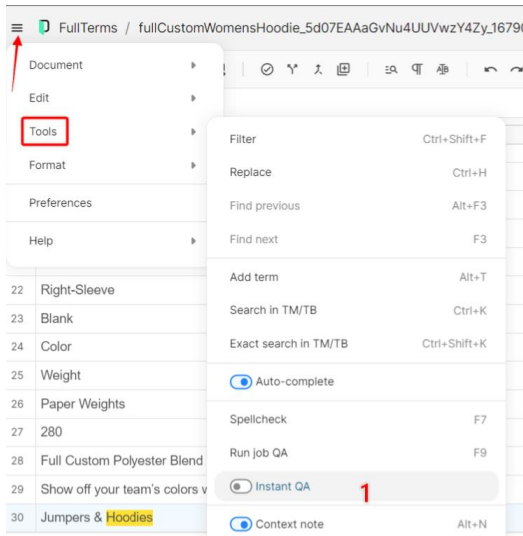 FullTerms / fullCustomWomensHoodie_5d07EAAaGvNu4UUVwzY4Zy_1679
Document
Edit
Tools
Format
Preferences
Help
Filter Ctrl+Shift+F
Replace Ctrl+H
Find previous Alt+F3
Find next F3
Add term Alt+T
Search in TM/TB Ctrl+K
Exact search in TM/TB Ctrl+Shift+K
Auto-complete
Spellcheck F7
Run job QA F9
Instant QA 1
Context note Alt+N
22 Right-Sleeve
23 Blank
24 Color
25 Weight
26 Paper Weights
27 280
28 Full Custom Polyester Blend
29 Show off your team's colors
30 Jumpers & Hoodies